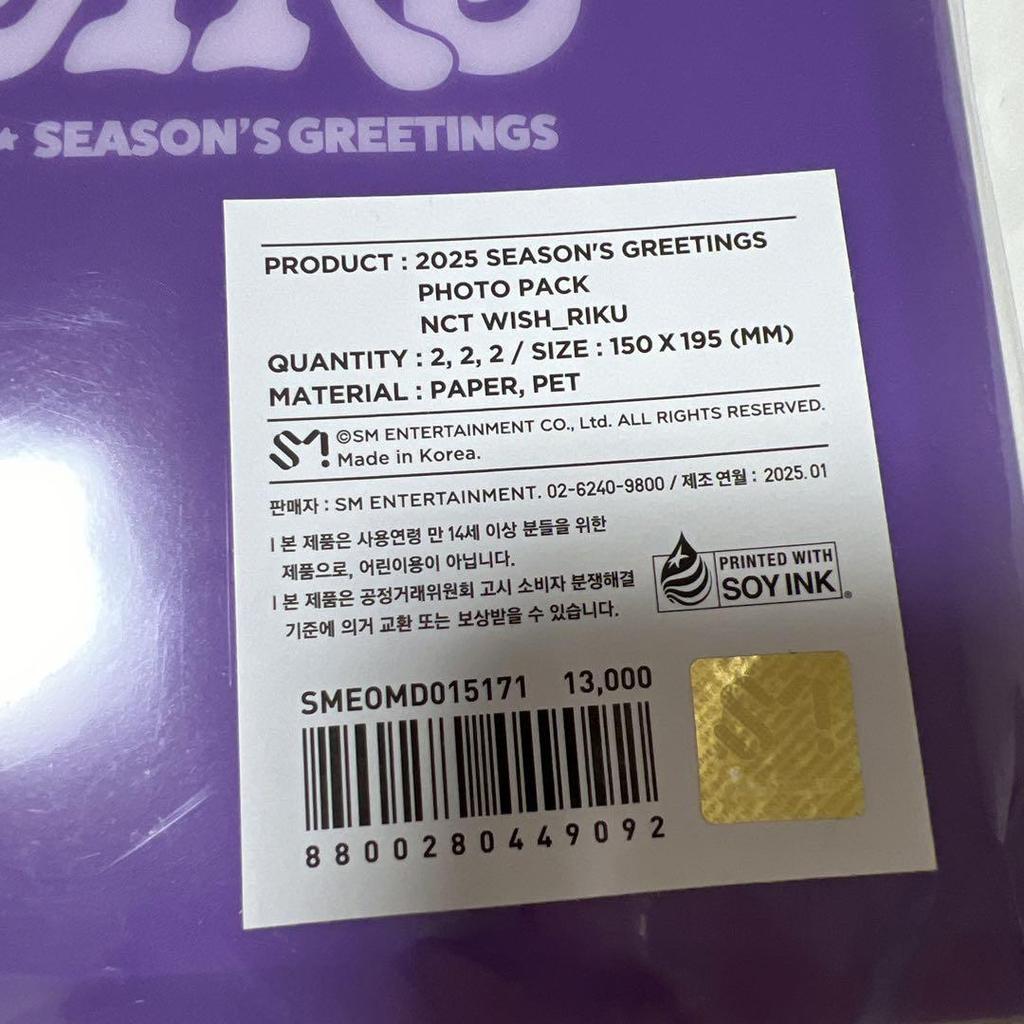 SEASON'S GREETINGS
PRODUCT : 2025 SEASON'S GREETINGS
PHOTO PACK
NCT WISH_RIKU
QUANTITY : 2, 2, 2 / SIZE : 150 X 195 (MM)
MATERIAL : PAPER, PET
SM! ©SM ENTERTAINMENT CO., Ltd. ALL RIGHTS RESERVED.
Made in Korea.
판매자 : SM ENTERTAINMENT. 02-6240-9800 / 제조연월 : 2025.01
I 본 제품은 사용연령 만 14세 이상 분들을 위한
제품으로, 어린이용이 아닙니다.
I 본 제품은 공정거래위원회 고시 소비자 분쟁해결
기준에 의거 교환 또는 보상받을 수 있습니다.
PRINTED WITH
SOY INK®
SMEOMD015171 13,000
8800280449092
SM!